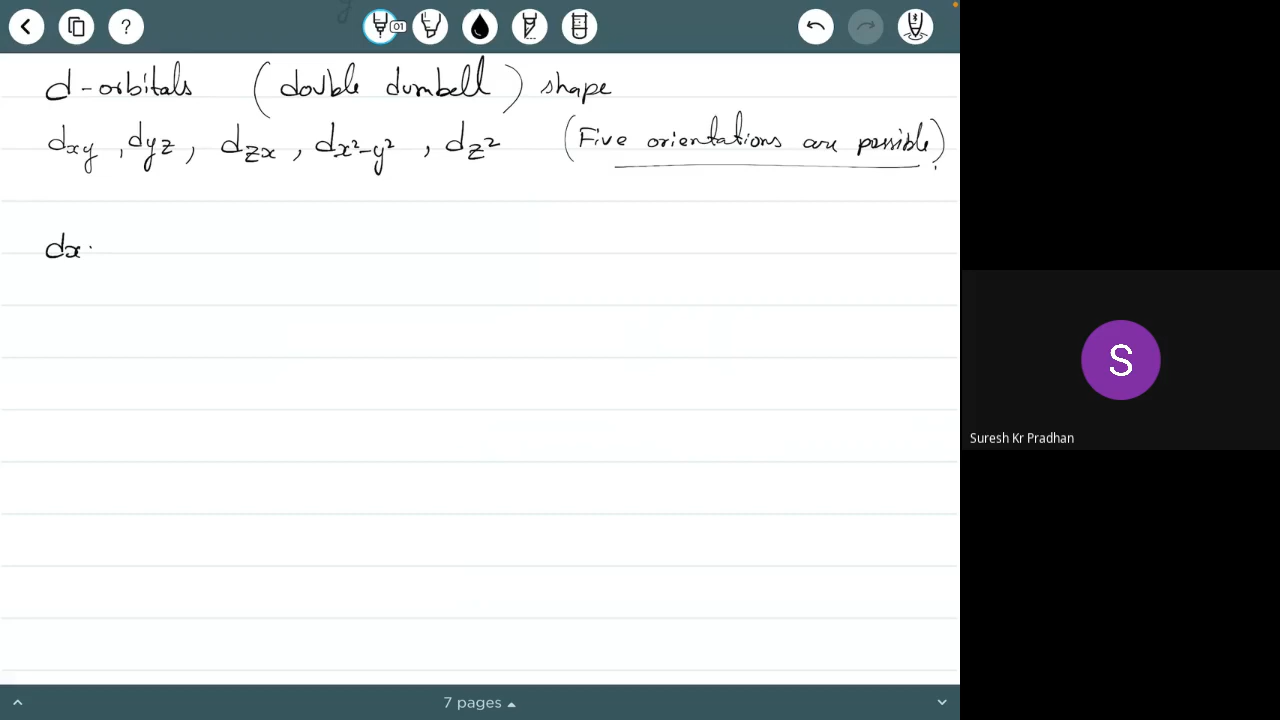 01
?
d-orbitals (double dumbell) shape
dxy, dyz, dzx, dx²-y², dz² (Five orientations are possible)
dx
S
Suresh Kr Pradhan
7 pages